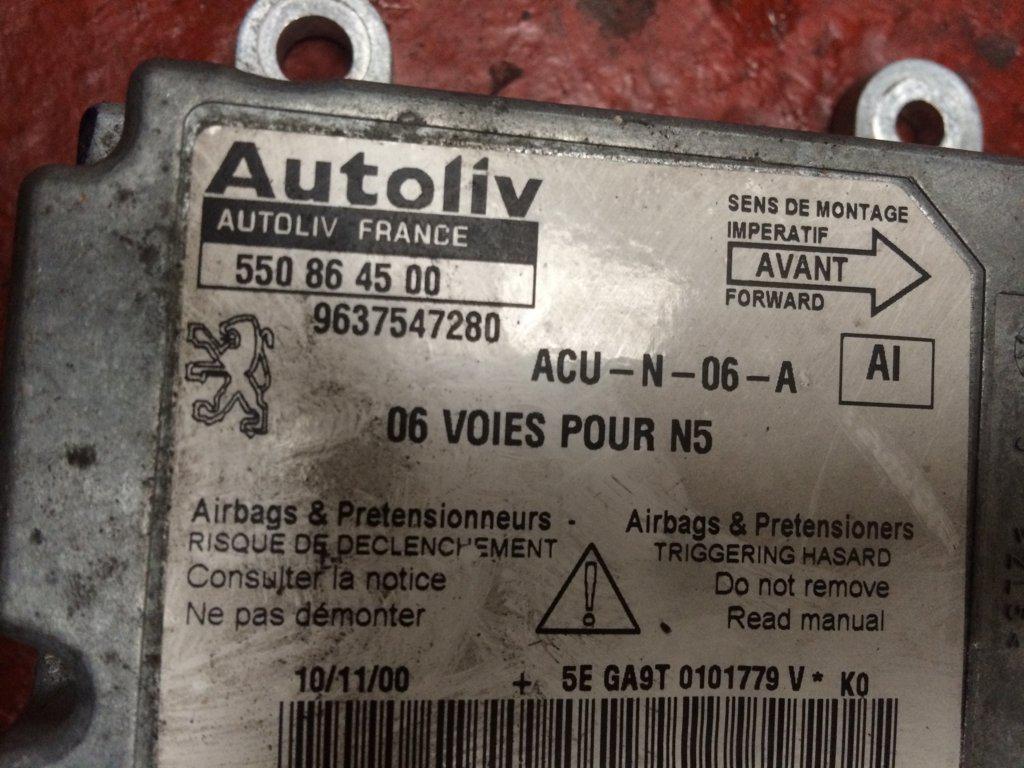 Autoliv
AUTOLIV FRANCE
550 86 45 00
9637547280
SENS DE MONTAGE
IMPERATIF
AVANT
FORWARD
ACU-N-06-A
AI
06 VOIES POUR N5
Airbags & Pretensionneurs -
RISQUE DE DECLENCHEMENT
Consulter la notice
Ne pas démonter
Airbags & Pretensioners
TRIGGERING HASARD
Do not remove
Read manual
10/11/00 + 5E GA9T 0101779 V* K0